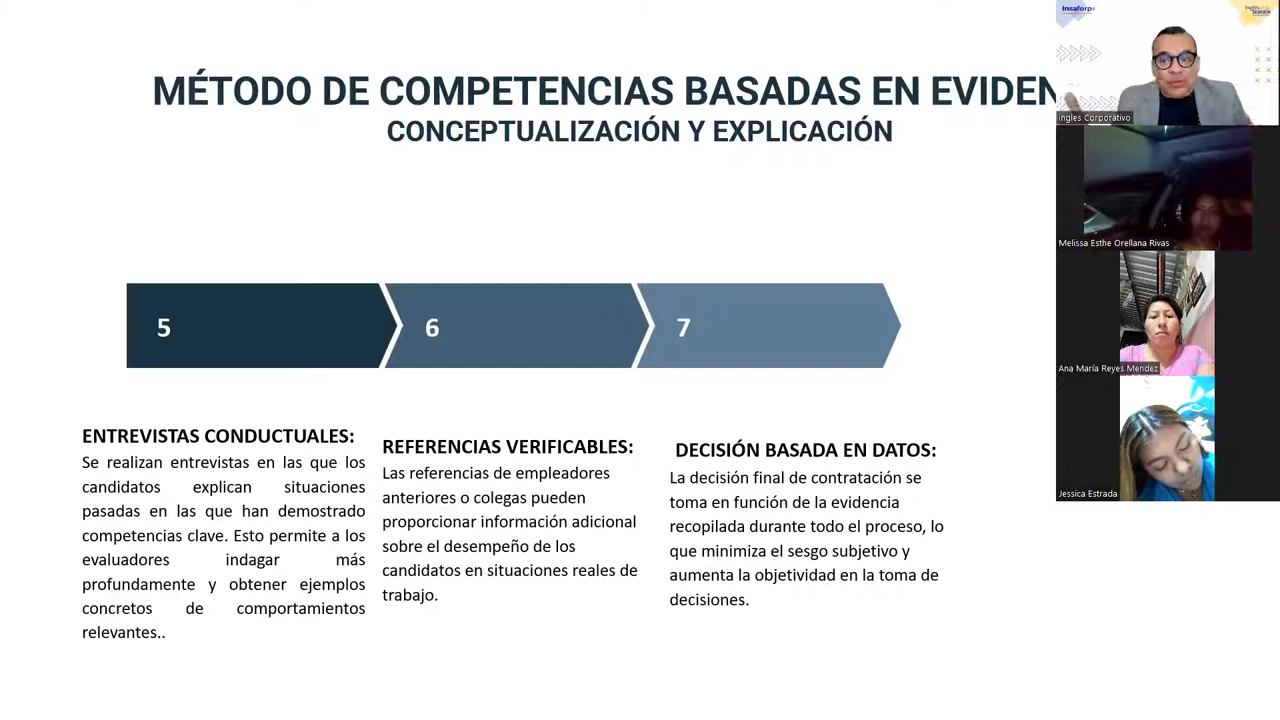 MÉTODO DE COMPETENCIAS BASADAS EN EVIDEN
CONCEPTUALIZACIÓN Y EXPLICACIÓN
5
6
7
ENTREVISTAS CONDUCTUALES:
Se realizan entrevistas en las que los
candidatos explican situaciones
pasadas en las que han demostrado
competencias clave. Esto permite a los
evaluadores indagar más
profundamente y obtener ejemplos
concretos de comportamientos
relevantes..
REFERENCIAS VERIFICABLES:
Las referencias de empleadores
anteriores o colegas pueden
proporcionar información adicional
sobre el desempeño de los
candidatos en situaciones reales de
trabajo.
DECISIÓN BASADA EN DATOS:
La decisión final de contratación se
toma en función de la evidencia
recopilada durante todo el proceso, lo
que minimiza el sesgo subjetivo y
aumenta la objetividad en la toma de
decisiones.
Insaforp
Ingles Corporativo
Melissa Esthe Orellana Rivas
Ana María Reyes Mendez
Jessica Estrada